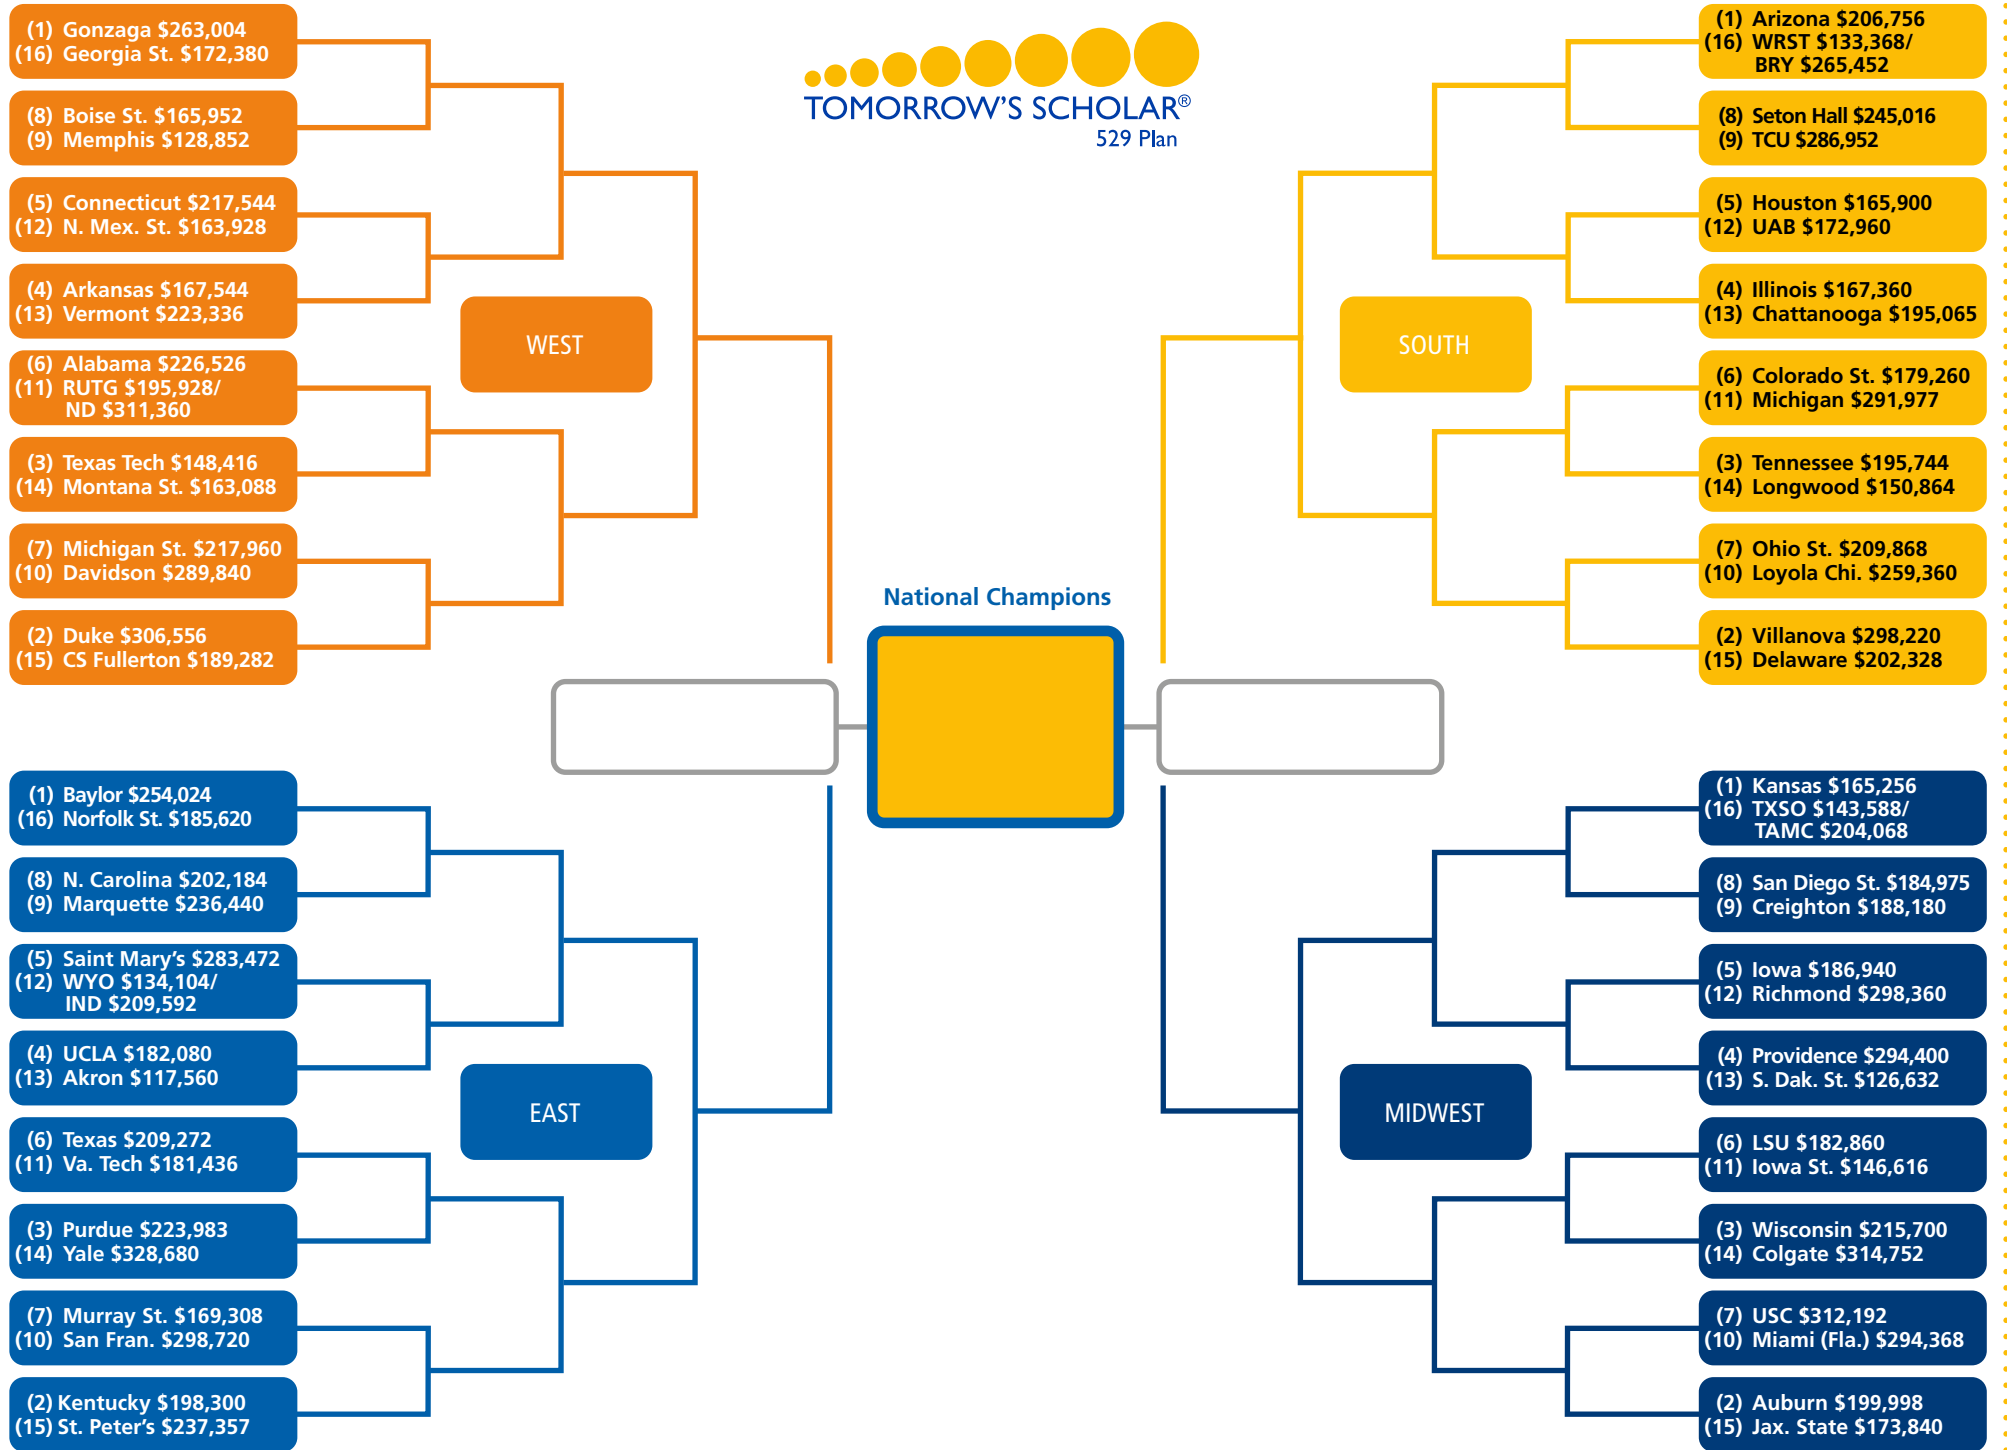 TOMORROW'S SCHOLAR®
529 Plan
(1) Gonzaga $263,004
(16) Georgia St. $172,380
(8) Boise St. $165,952
(9) Memphis $128,852
(5) Connecticut $217,544
(12) N. Mex. St. $163,928
(4) Arkansas $167,544
(13) Vermont $223,336
(6) Alabama $226,526
(11) RUTG $195,928/
ND $311,360
(3) Texas Tech $148,416
(14) Montana St. $163,088
(7) Michigan St. $217,960
(10) Davidson $289,840
(2) Duke $306,556
(15) CS Fullerton $189,282
WEST
(1) Arizona $206,756
(16) WRST $133,368/
BRY $265,452
(8) Seton Hall $245,016
(9) TCU $286,952
(5) Houston $165,900
(12) UAB $172,960
(4) Illinois $167,360
(13) Chattanooga $195,065
(6) Colorado St. $179,260
(11) Michigan $291,977
(3) Tennessee $195,744
(14) Longwood $150,864
(7) Ohio St. $209,868
(10) Loyola Chi. $259,360
(2) Villanova $298,220
(15) Delaware $202,328
SOUTH
National Champions
(1) Baylor $254,024
(16) Norfolk St. $185,620
(8) N. Carolina $202,184
(9) Marquette $236,440
(5) Saint Mary's $283,472
(12) WYO $134,104/
IND $209,592
(4) UCLA $182,080
(13) Akron $117,560
(6) Texas $209,272
(11) Va. Tech $181,436
(3) Purdue $223,983
(14) Yale $328,680
(7) Murray St. $169,308
(10) San Fran. $298,720
(2) Kentucky $198,300
(15) St. Peter's $237,357
EAST
(1) Kansas $165,256
(16) TXSO $143,588/
TAMC $204,068
(8) San Diego St. $184,975
(9) Creighton $188,180
(5) Iowa $186,940
(12) Richmond $298,360
(4) Providence $294,400
(13) S. Dak. St. $126,632
(6) LSU $182,860
(11) Iowa St. $146,616
(3) Wisconsin $215,700
(14) Colgate $314,752
(7) USC $312,192
(10) Miami (Fla.) $294,368
(2) Auburn $199,998
(15) Jax. State $173,840
MIDWEST